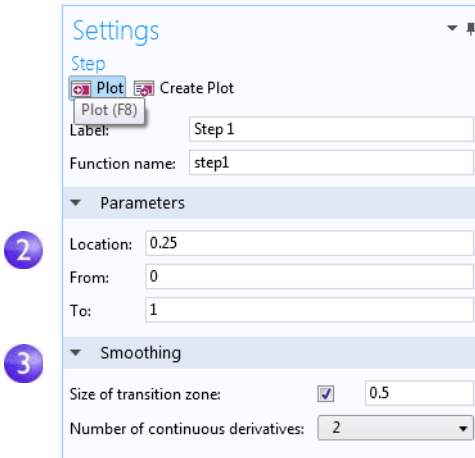 Settings
Step
Plot Create Plot
Plot (F8)
Label: Step 1
Function name: step1
Parameters
2
Location: 0.25
From: 0
To: 1
3
Smoothing
Size of transition zone: 0.5
Number of continuous derivatives: 2